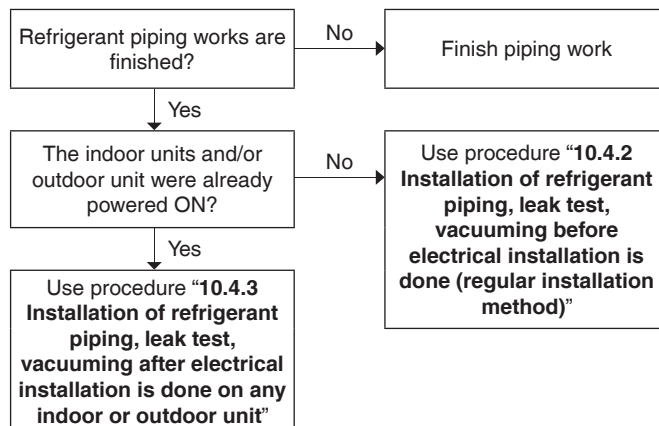 Refrigerant piping works are
finished?
No
Finish piping work
Yes
The indoor units and/or
outdoor unit were already
powered ON?
No
Use procedure “10.4.2
Installation of refrigerant
piping, leak test,
vacuuming before
electrical installation is
done (regular installation
method)”
Yes
Use procedure “10.4.3
Installation of refrigerant
piping, leak test,
vacuuming after electrical
installation is done on any
indoor or outdoor unit”